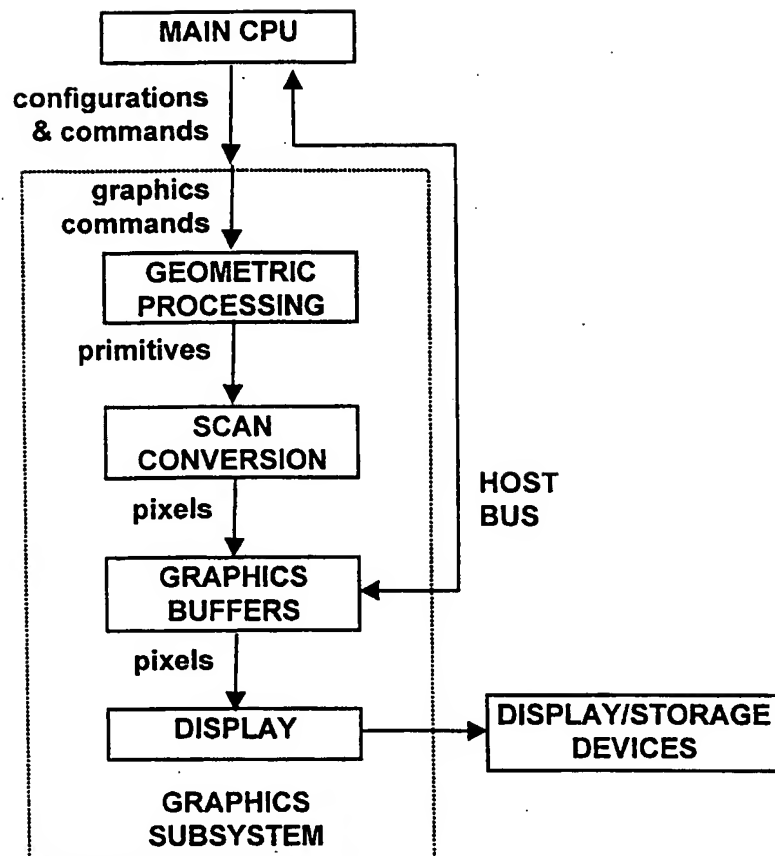 MAIN CPU
configurations
& commands
graphics
commands
GEOMETRIC
PROCESSING
primitives
SCAN
CONVERSION
pixels
HOST
BUS
GRAPHICS
BUFFERS
pixels
DISPLAY
DISPLAY/STORAGE
DEVICES
GRAPHICS
SUBSYSTEM